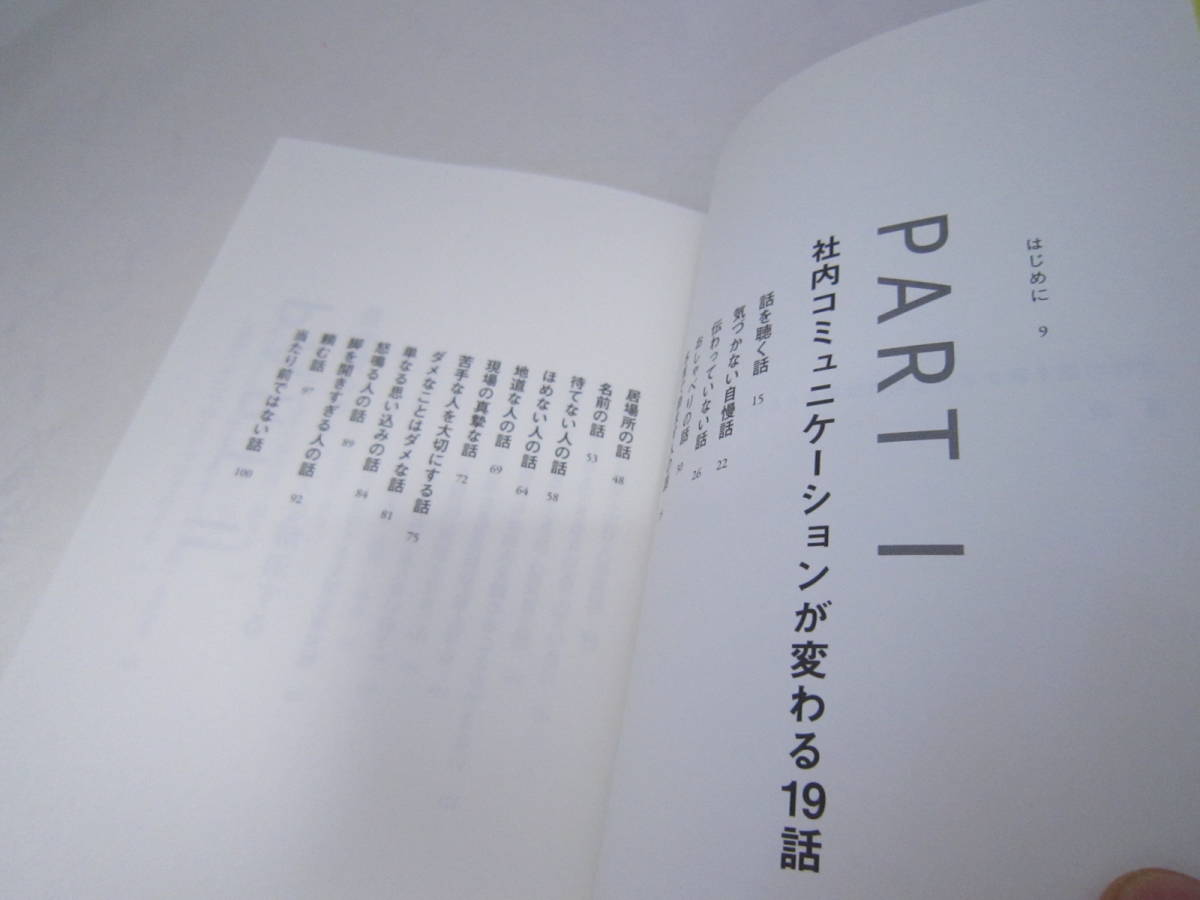 はじめに 9
PART I
社内コミュニケーションが変わる19話
話を聴く話 15
気づかない自慢話 22
伝わっていない話 26
おしゃべりの話 30
居場所の話 48
名前の話 53
待てない人の話 58
ほめない人の話 64
地道な人の話 69
現場の真摯な話 72
苦手な人を大切にする話 75
ダメなことはダメな話 81
単なる思い込みの話 84
怒鳴る人の話 89
脚を開きすぎる人の話 92
頼む話 97
当たり前ではない話 100